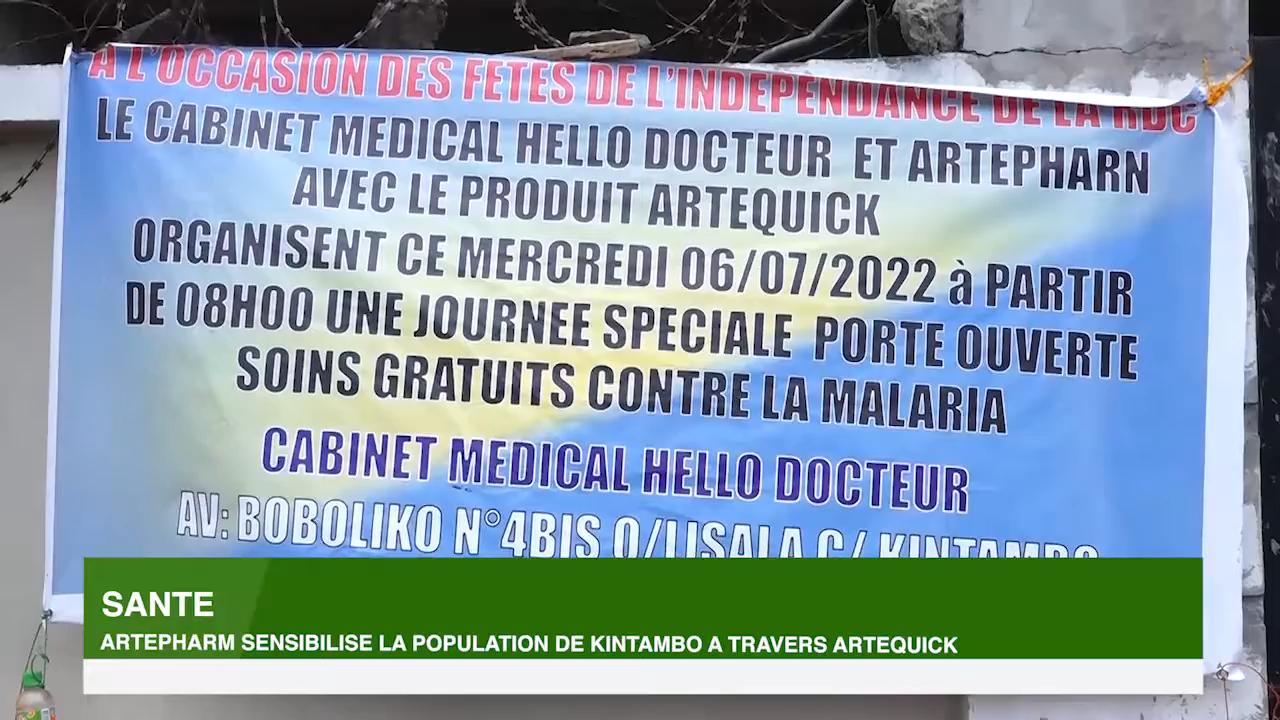 A L'OCCASION DES FETES DE L'INDEPENDANCE DE LA RDC
LE CABINET MEDICAL HELLO DOCTEUR ET ARTEPHARN
AVEC LE PRODUIT ARTEQUICK
ORGANISENT CE MERCREDI 06/07/2022 à PARTIR
DE 08H00 UNE JOURNEE SPECIALE PORTE OUVERTE
SOINS GRATUITS CONTRE LA MALARIA
CABINET MEDICAL HELLO DOCTEUR
AV: BOBOLIKO N°4BIS Q/LISALA C/ KINTAMBO
SANTE
ARTEPHARM SENSIBILISE LA POPULATION DE KINTAMBO A TRAVERS ARTEQUICK